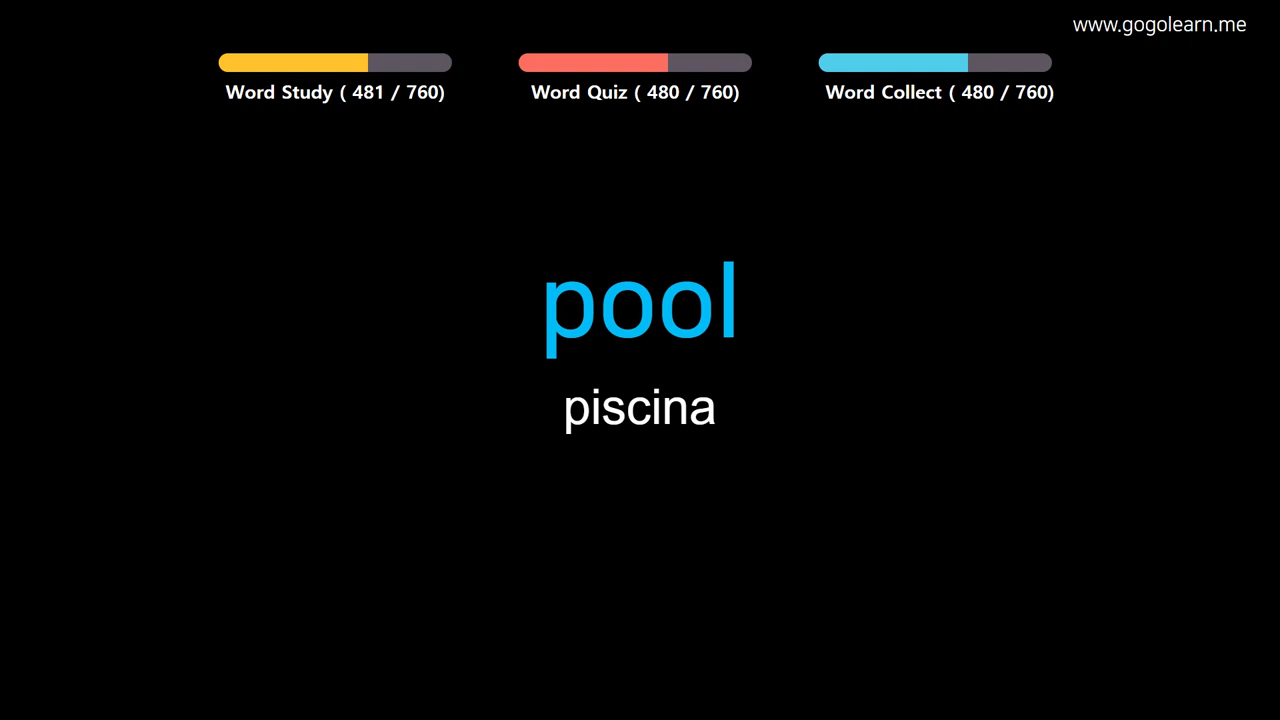 www.gogolearn.me
Word Study ( 481 / 760)
Word Quiz ( 480 / 760)
Word Collect ( 480 / 760)
pool
piscina